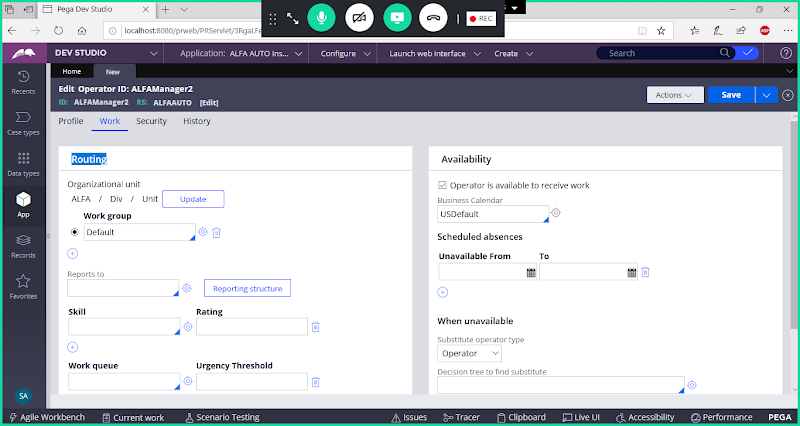 Pega Dev Studio
REC
localhost:8080/prweb/PRServlet/3RgaLFe
ABP
DEV STUDIO
Application: ALFA AUTO Ins...
Configure
Launch web interface
Create
Search
Home
New
Edit Operator ID: ALFAManager2
ID: ALFAManager2 RS: ALFAAUTO [Edit]
Actions
Save
Profile
Work
Security
History
Recents
Case types
Data types
App
Records
Favorites
SA
Routing
Organizational unit
ALFA / Div / Unit
Update
Work group
Default
Reports to
Reporting structure
Skill
Rating
Work queue
Urgency Threshold
Availability
Operator is available to receive work
Business Calendar
USDefault
Scheduled absences
Unavailable From
To
When unavailable
Substitute operator type
Operator
Decision tree to find substitute
Agile Workbench
Current work
Scenario Testing
Issues
Tracer
Clipboard
Live UI
Accessibility
Performance
PEGA